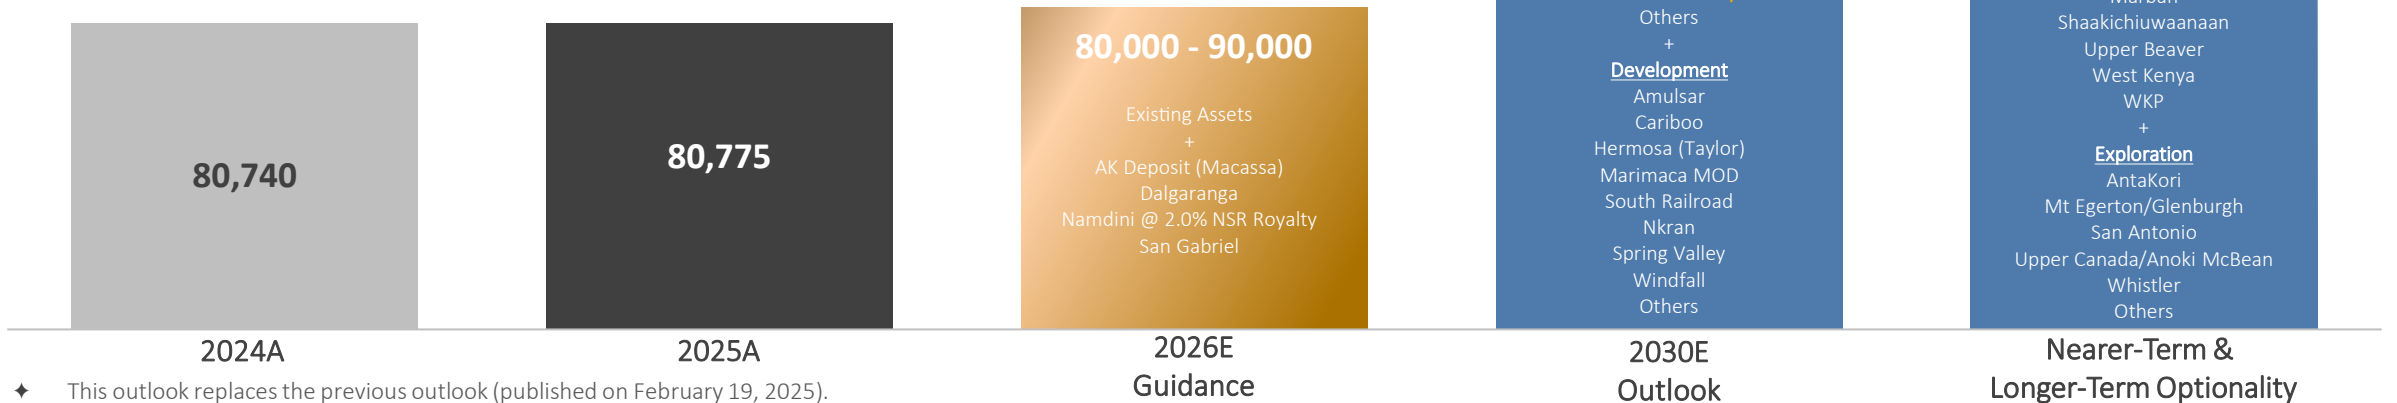 80,740
2024A
80,775
2025A
80,000 - 90,000
Existing Assets
+
AK Deposit (Macassa)
Dalgaranga
Namdini @ 2.0% NSR Royalty
San Gabriel
2026E
Guidance
Others
+
Development
Amulsar
Cariboo
Hermosa (Taylor)
Marimaca MOD
South Railroad
Nkran
Spring Valley
Windfall
Others
2030E
Outlook
Shaakichiuwaanaan
Upper Beaver
West Kenya
WKP
+
Exploration
AntaKori
Mt Egerton/Glenburgh
San Antonio
Upper Canada/Anoki McBean
Whistler
Others
Nearer-Term &
Longer-Term Optionality
✦ This outlook replaces the previous outlook (published on February 19, 2025).